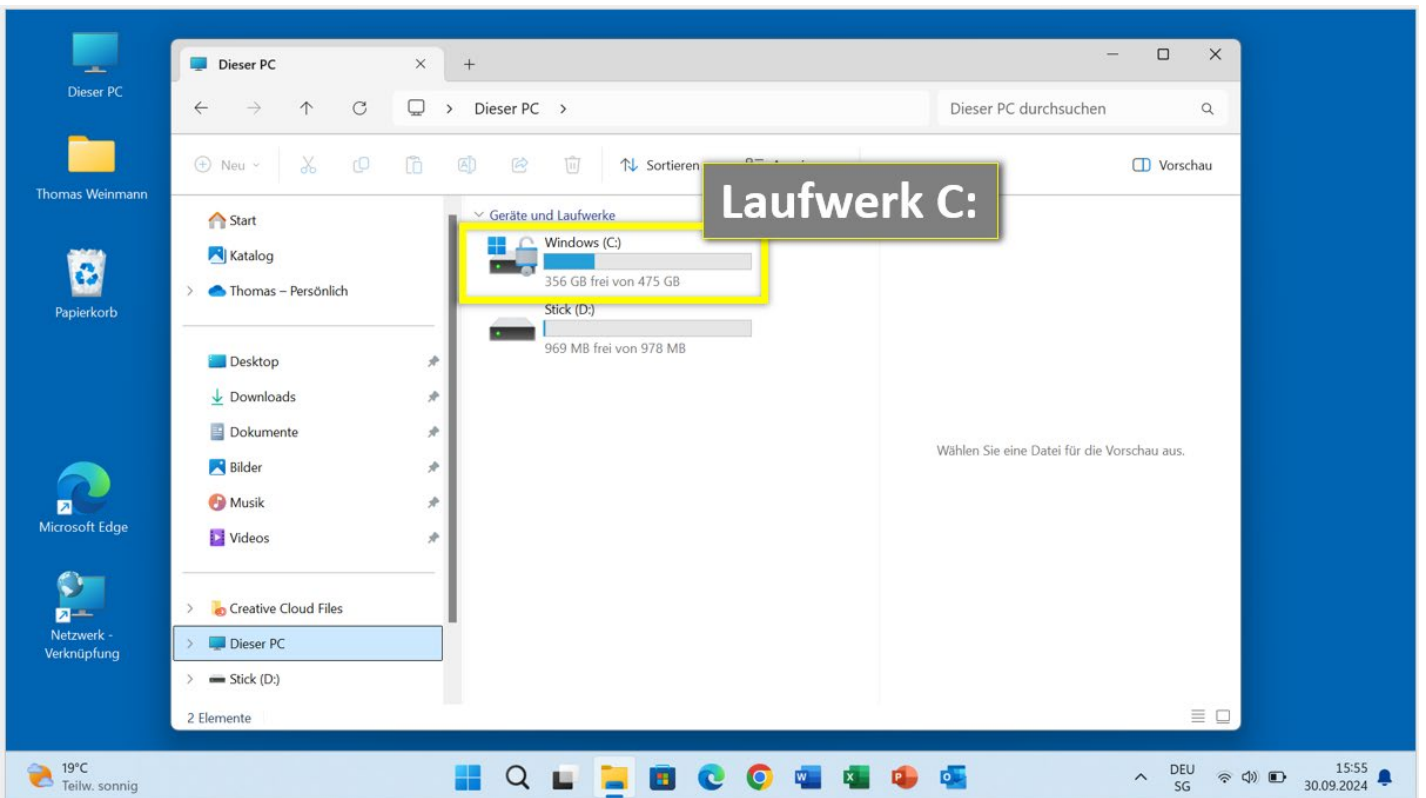 Dieser PC
Thomas Weinmann
Papierkorb
Microsoft Edge
Netzwerk -
Verknüpfung
Dieser PC
Dieser PC
Dieser PC durchsuchen
Neu
Sortieren
Vorschau
Laufwerk C:
Start
Katalog
Thomas – Persönlich
Desktop
Downloads
Dokumente
Bilder
Musik
Videos
Creative Cloud Files
Dieser PC
Stick (D:)
Geräte und Laufwerke
Windows (C:)
356 GB frei von 475 GB
Stick (D:)
969 MB frei von 978 MB
Wählen Sie eine Datei für die Vorschau aus.
2 Elemente
19°C
Teilw. sonnig
DEU
SG
15:55
30.09.2024